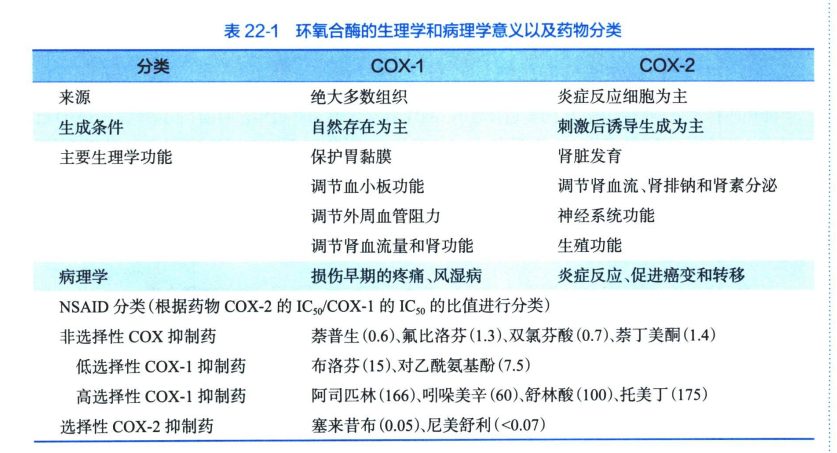 表 22-1 环氧合酶的生理学和病理学意义以及药物分类
分类 COX-1 COX-2
来源 绝大多数组织 炎症反应细胞为主
生成条件 自然存在为主 刺激后诱导生成为主
主要生理学功能 保护胃黏膜 肾脏发育
调节血小板功能 调节肾血流、肾排钠和肾素分泌
调节外周血管阻力 神经系统功能
调节肾血流量和肾功能 生殖功能
病理学 损伤早期的疼痛、风湿病 炎症反应、促进癌变和转移
NSAID 分类(根据药物 COX-2 的 IC50/COX-1 的 IC50 的比值进行分类)
非选择性 COX 抑制药 萘普生(0.6)、氟比洛芬(1.3)、双氯芬酸(0.7)、萘丁美酮(1.4)
低选择性 COX-1 抑制药 布洛芬(15)、对乙酰氨基酚(7.5)
高选择性 COX-1 抑制药 阿司匹林(166)、吲哚美辛(60)、舒林酸(100)、托美丁(175)
选择性 COX-2 抑制药 塞来昔布(0.05)、尼美舒利(<0.07)